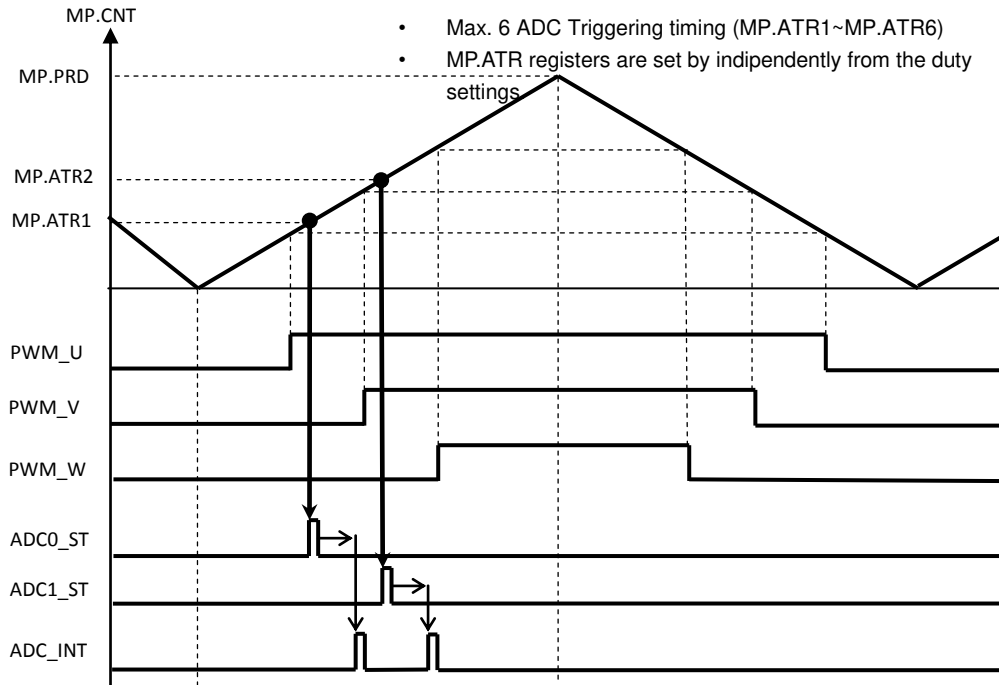 MP.CNT
• Max. 6 ADC Triggering timing (MP.ATR1~MP.ATR6)
• MP.ATR registers are set by indipendently from the duty
settings
MP.PRD
MP.ATR2
MP.ATR1
PWM_U
PWM_V
PWM_W
ADC0_ST
ADC1_ST
ADC_INT